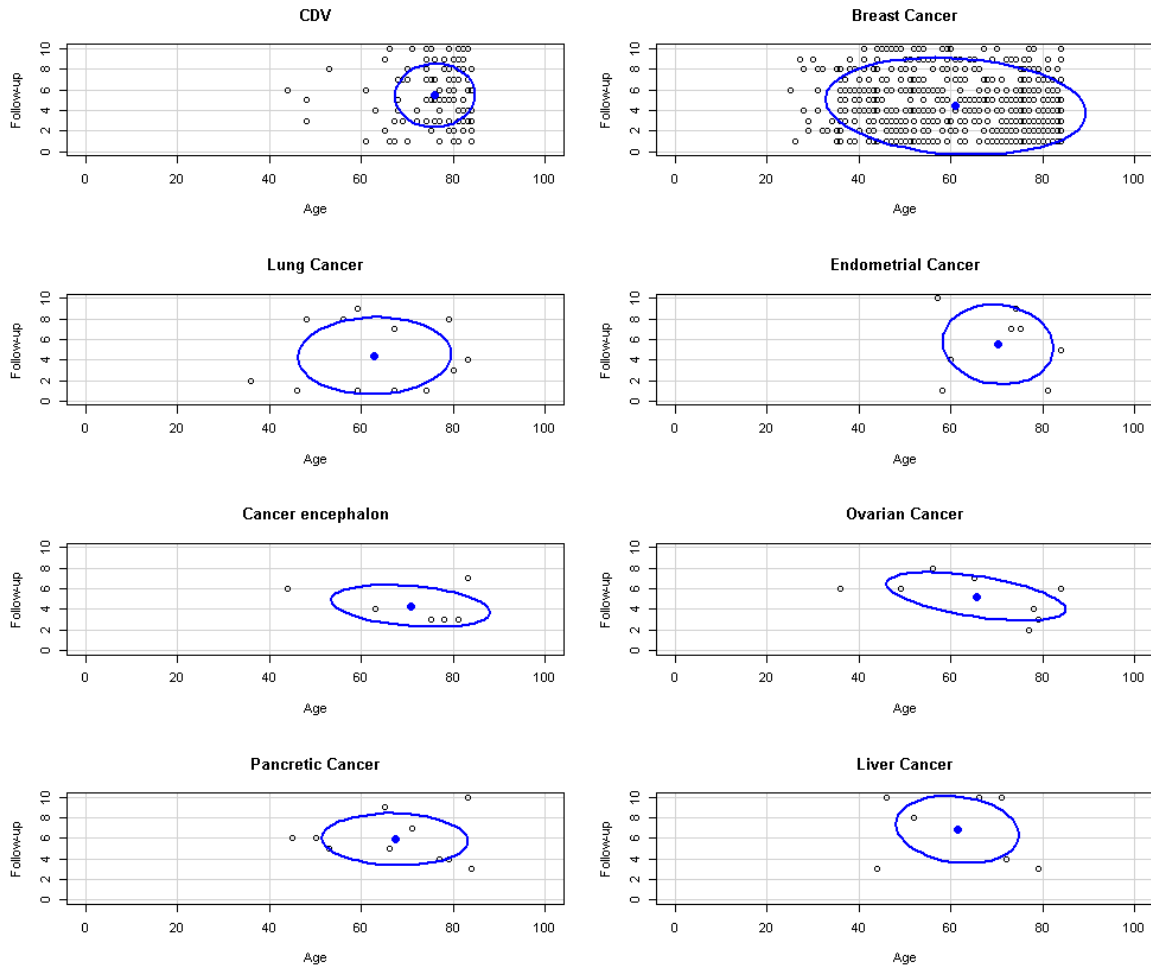 CDV
Follow-up
0 2 4 6 8 10
0 20 40 60 80 100
Age
Breast Cancer
Follow-up
0 2 4 6 8 10
0 20 40 60 80 100
Age
Lung Cancer
Follow-up
0 2 4 6 8 10
0 20 40 60 80 100
Age
Endometrial Cancer
Follow-up
0 2 4 6 8 10
0 20 40 60 80 100
Age
Cancer encephalon
Follow-up
0 2 4 6 8 10
0 20 40 60 80 100
Age
Ovarian Cancer
Follow-up
0 2 4 6 8 10
0 20 40 60 80 100
Age
Pancretic Cancer
Follow-up
0 2 4 6 8 10
0 20 40 60 80 100
Age
Liver Cancer
Follow-up
0 2 4 6 8 10
0 20 40 60 80 100
Age